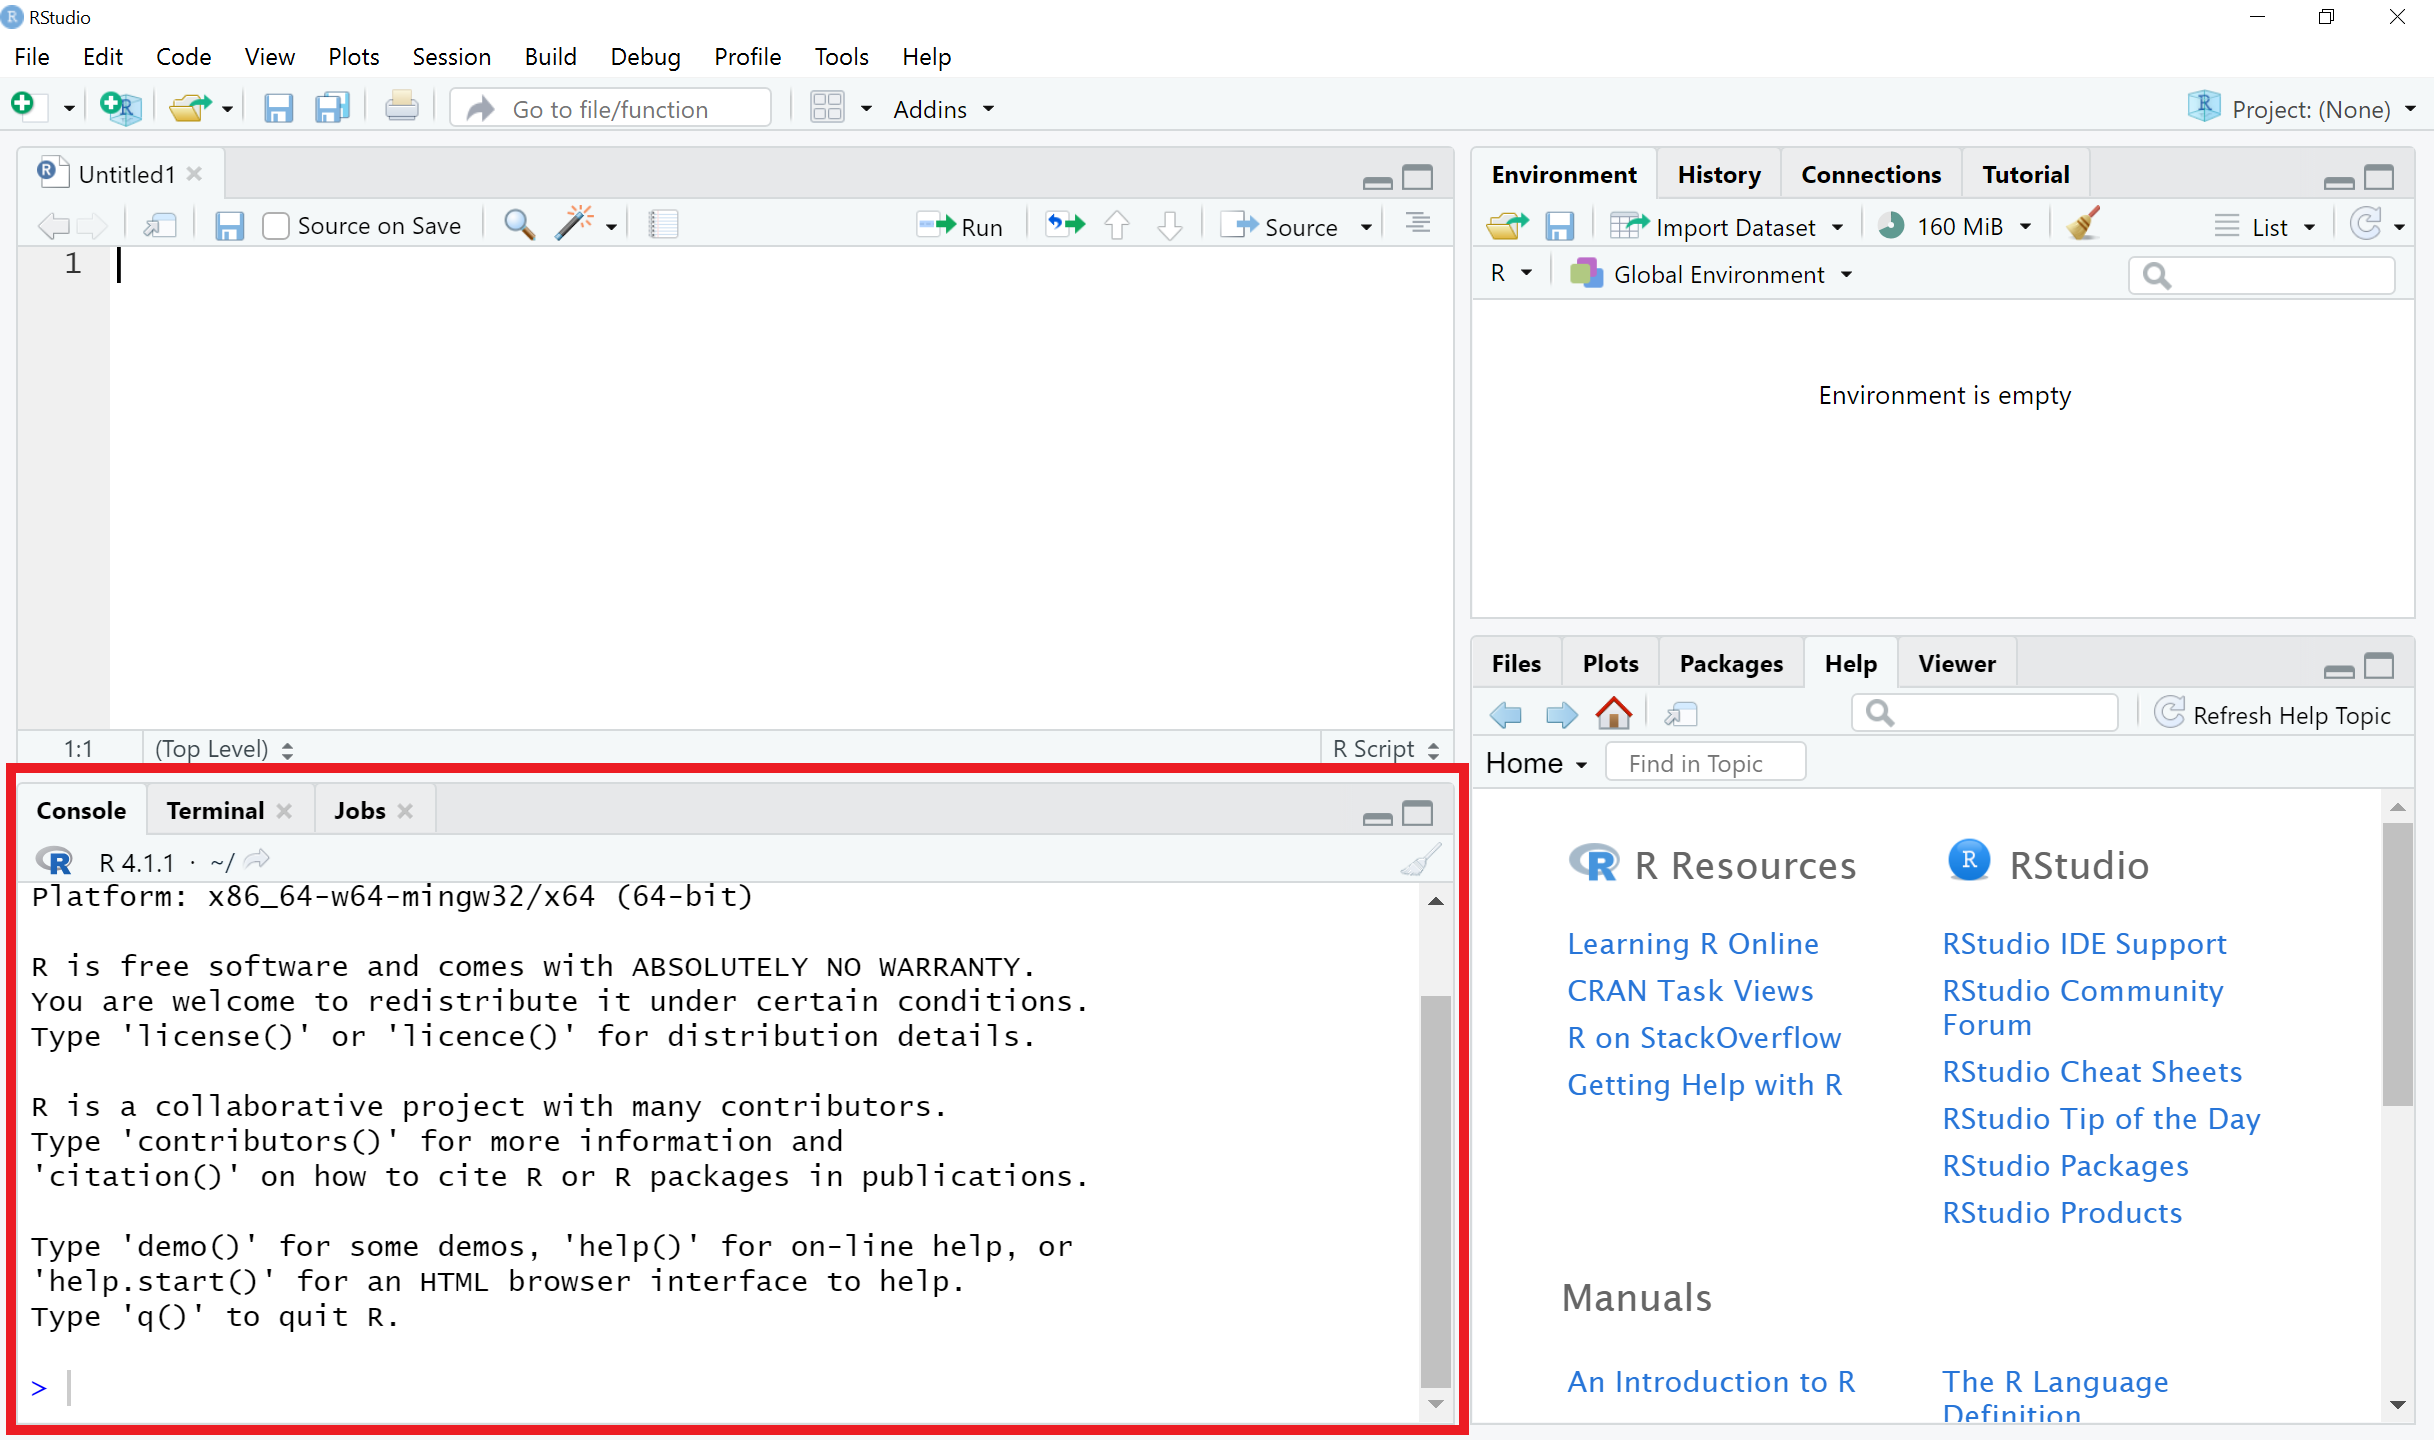 RStudio
File Edit Code View Plots Session Build Debug Profile Tools Help
Go to file/function Addins Project: (None)
Untitled1
Source on Save Run Source
1
1:1 (Top Level) R Script
Console Terminal Jobs
R 4.1.1 · ~/
Platform: x86_64-w64-mingw32/x64 (64-bit)
R is free software and comes with ABSOLUTELY NO WARRANTY.
You are welcome to redistribute it under certain conditions.
Type 'license()' or 'licence()' for distribution details.
R is a collaborative project with many contributors.
Type 'contributors()' for more information and
'citation()' on how to cite R or R packages in publications.
Type 'demo()' for some demos, 'help()' for on-line help, or
'help.start()' for an HTML browser interface to help.
Type 'q()' to quit R.
>
Environment History Connections Tutorial
Import Dataset 160 MiB List
R Global Environment
Environment is empty
Files Plots Packages Help Viewer
Refresh Help Topic
Home Find in Topic
R Resources
Learning R Online
CRAN Task Views
R on StackOverflow
Getting Help with R
RStudio
RStudio IDE Support
RStudio Community
Forum
RStudio Cheat Sheets
RStudio Tip of the Day
RStudio Packages
RStudio Products
Manuals
An Introduction to R
The R Language
Definition